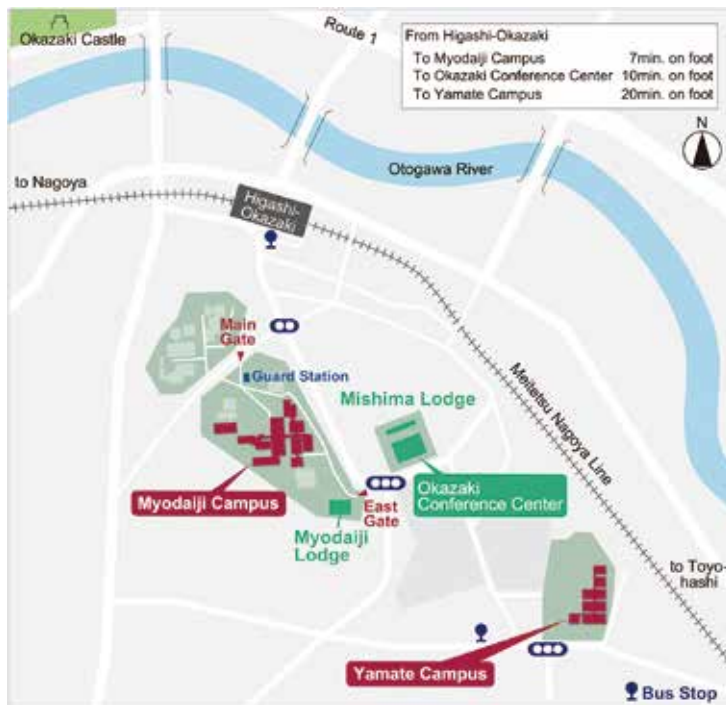 Okazaki Castle
Route 1
From Higashi-Okazaki
To Myodaiji Campus 7min. on foot
To Okazaki Conference Center 10min. on foot
To Yamate Campus 20min. on foot
N
to Nagoya
Otogawa River
Higashi-
Okazaki
Main
Gate
Guard Station
Mishima Lodge
Meitetsu Nagoya Line
Myodaiji Campus
Okazaki
Conference Center
East
Gate
Myodaiji
Lodge
to Toyo-
hashi
Yamate Campus
Bus Stop